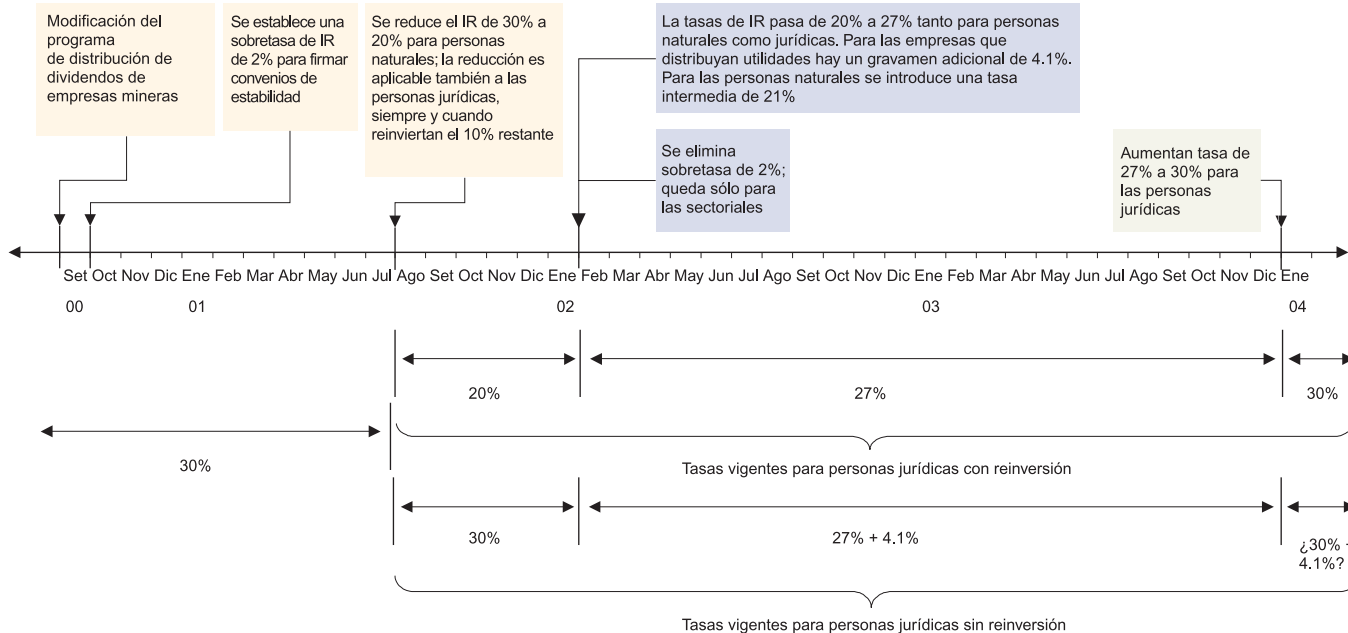 Modificación del
programa
de distribución de
dividendos de
empresas mineras
Se establece una
sobretasa de IR
de 2% para firmar
convenios de
estabilidad
Se reduce el IR de 30% a
20% para personas
naturales; la reducción es
aplicable también a las
personas jurídicas,
siempre y cuando
reinviertan el 10% restante
La tasas de IR pasa de 20% a 27% tanto para personas
naturales como jurídicas. Para las empresas que
distribuyan utilidades hay un gravamen adicional de 4.1%.
Para las personas naturales se introduce una tasa
intermedia de 21%
Se elimina
sobretasa de 2%;
queda sólo para
las sectoriales
Aumentan tasa de
27% a 30% para
las personas
jurídicas
Set Oct Nov Dic Ene Feb Mar Abr May Jun Jul Ago Set Oct Nov Dic Ene Feb Mar Abr May Jun Jul Ago Set Oct Nov Dic Ene Feb Mar Abr May Jun Jul Ago Set Oct Nov Dic Ene
00 01 02 03 04
20% 27% 30%
30%
Tasas vigentes para personas jurídicas con reinversión
30% 27% + 4.1% ¿30% +
4.1%?
Tasas vigentes para personas jurídicas sin reinversión